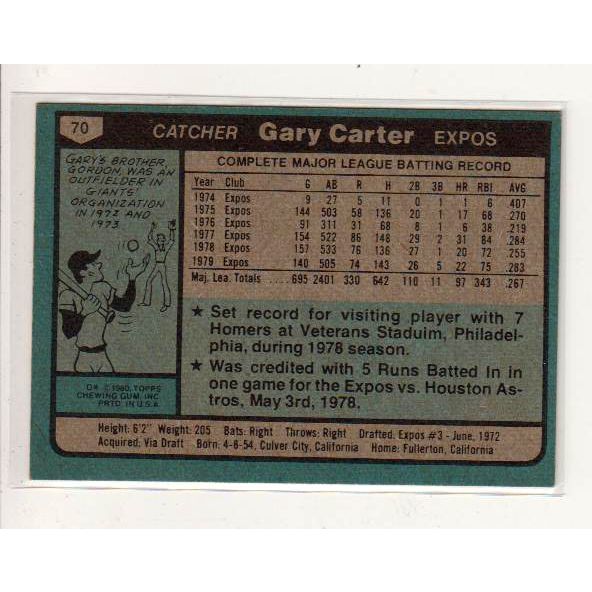 70
CATCHER Gary Carter EXPOS
GARY'S BROTHER,
GORDON, WAS AN
OUTFIELDER IN
GIANTS'
ORGANIZATION
IN 1972 AND
1973
COMPLETE MAJOR LEAGUE BATTING RECORD
Year Club G AB R H 2B 3B HR RBI AVG
1974 Expos 9 27 5 11 0 1 1 6 .407
1975 Expos 144 503 58 136 20 1 17 68 .270
1976 Expos 91 311 31 68 8 1 6 38 .219
1977 Expos 154 522 86 148 29 2 31 84 .284
1978 Expos 157 533 76 136 27 1 20 72 .255
1979 Expos 140 505 74 143 26 5 22 75 .283
Maj. Lea. Totals .... 695 2401 330 642 110 11 97 343 .267
★ Set record for visiting player with 7
Homers at Veterans Staduim, Philadel-
phia, during 1978 season.
★ Was credited with 5 Runs Batted In in
one game for the Expos vs. Houston As-
tros, May 3rd, 1978.
D* © 1980 TOPPS
CHEWING GUM, INC.
PRTD. IN U.S.A.
Height: 6'2" Weight: 205 Bats: Right Throws: Right Drafted: Expos #3 - June, 1972
Acquired: Via Draft Born: 4-8-54, Culver City, California Home: Fullerton, California